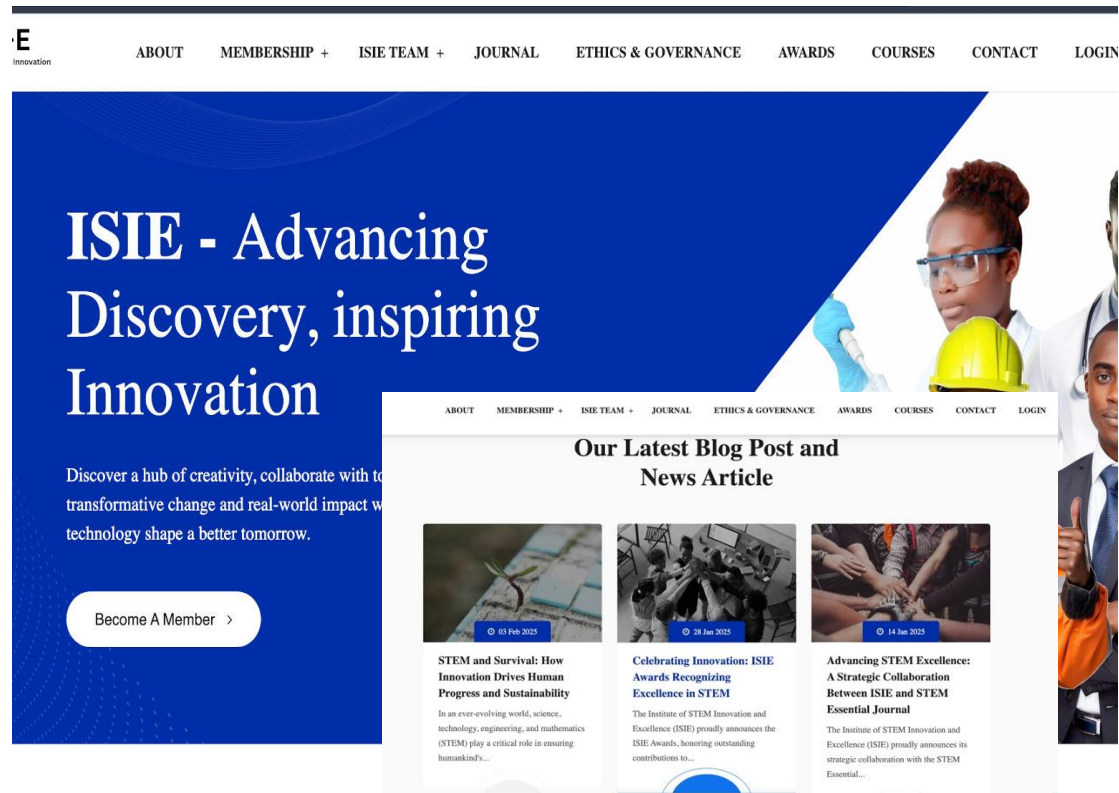 E
Innovation
ABOUT MEMBERSHIP + ISIE TEAM + JOURNAL ETHICS & GOVERNANCE AWARDS COURSES CONTACT LOGIN
ISIE - Advancing
Discovery, inspiring
Innovation
Discover a hub of creativity, collaborate with
transformative change and real-world impact
technology shape a better tomorrow.
Become A Member >
ABOUT MEMBERSHIP + ISIE TEAM + JOURNAL ETHICS & GOVERNANCE AWARDS COURSES CONTACT LOGIN
Our Latest Blog Post and
News Article
03 Feb 2025
STEM and Survival: How
Innovation Drives Human
Progress and Sustainability
In an ever-evolving world, science,
technology, engineering, and mathematics
(STEM) play a critical role in ensuring
humankind's...
28 Jan 2025
Celebrating Innovation: ISIE
Awards Recognizing
Excellence in STEM
The Institute of STEM Innovation and
Excellence (ISIE) proudly announces the
ISIE Awards, honoring outstanding
contributions to...
14 Jan 2025
Advancing STEM Excellence:
A Strategic Collaboration
Between ISIE and STEM
Essential Journal
The Institute of STEM Innovation and
Excellence (ISIE) proudly announces its
strategic collaboration with the STEM
Essential...